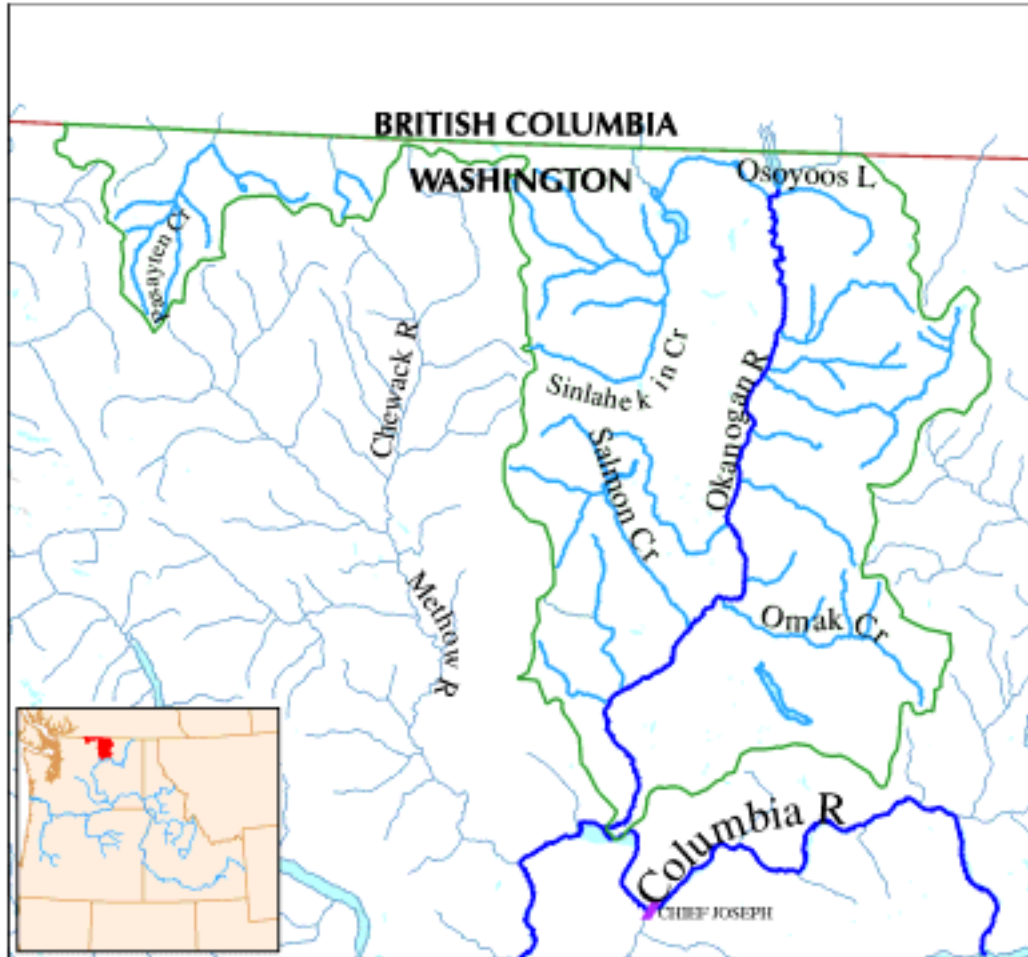 BRITISH COLUMBIA
WASHINGTON
Osoyoos L
Pasayten Cr
Chewack R
Sinlahekin Cr
Okanogan R
Salmon Cr
Methow R
Omak Cr
Columbia R
CHIEF JOSEPH